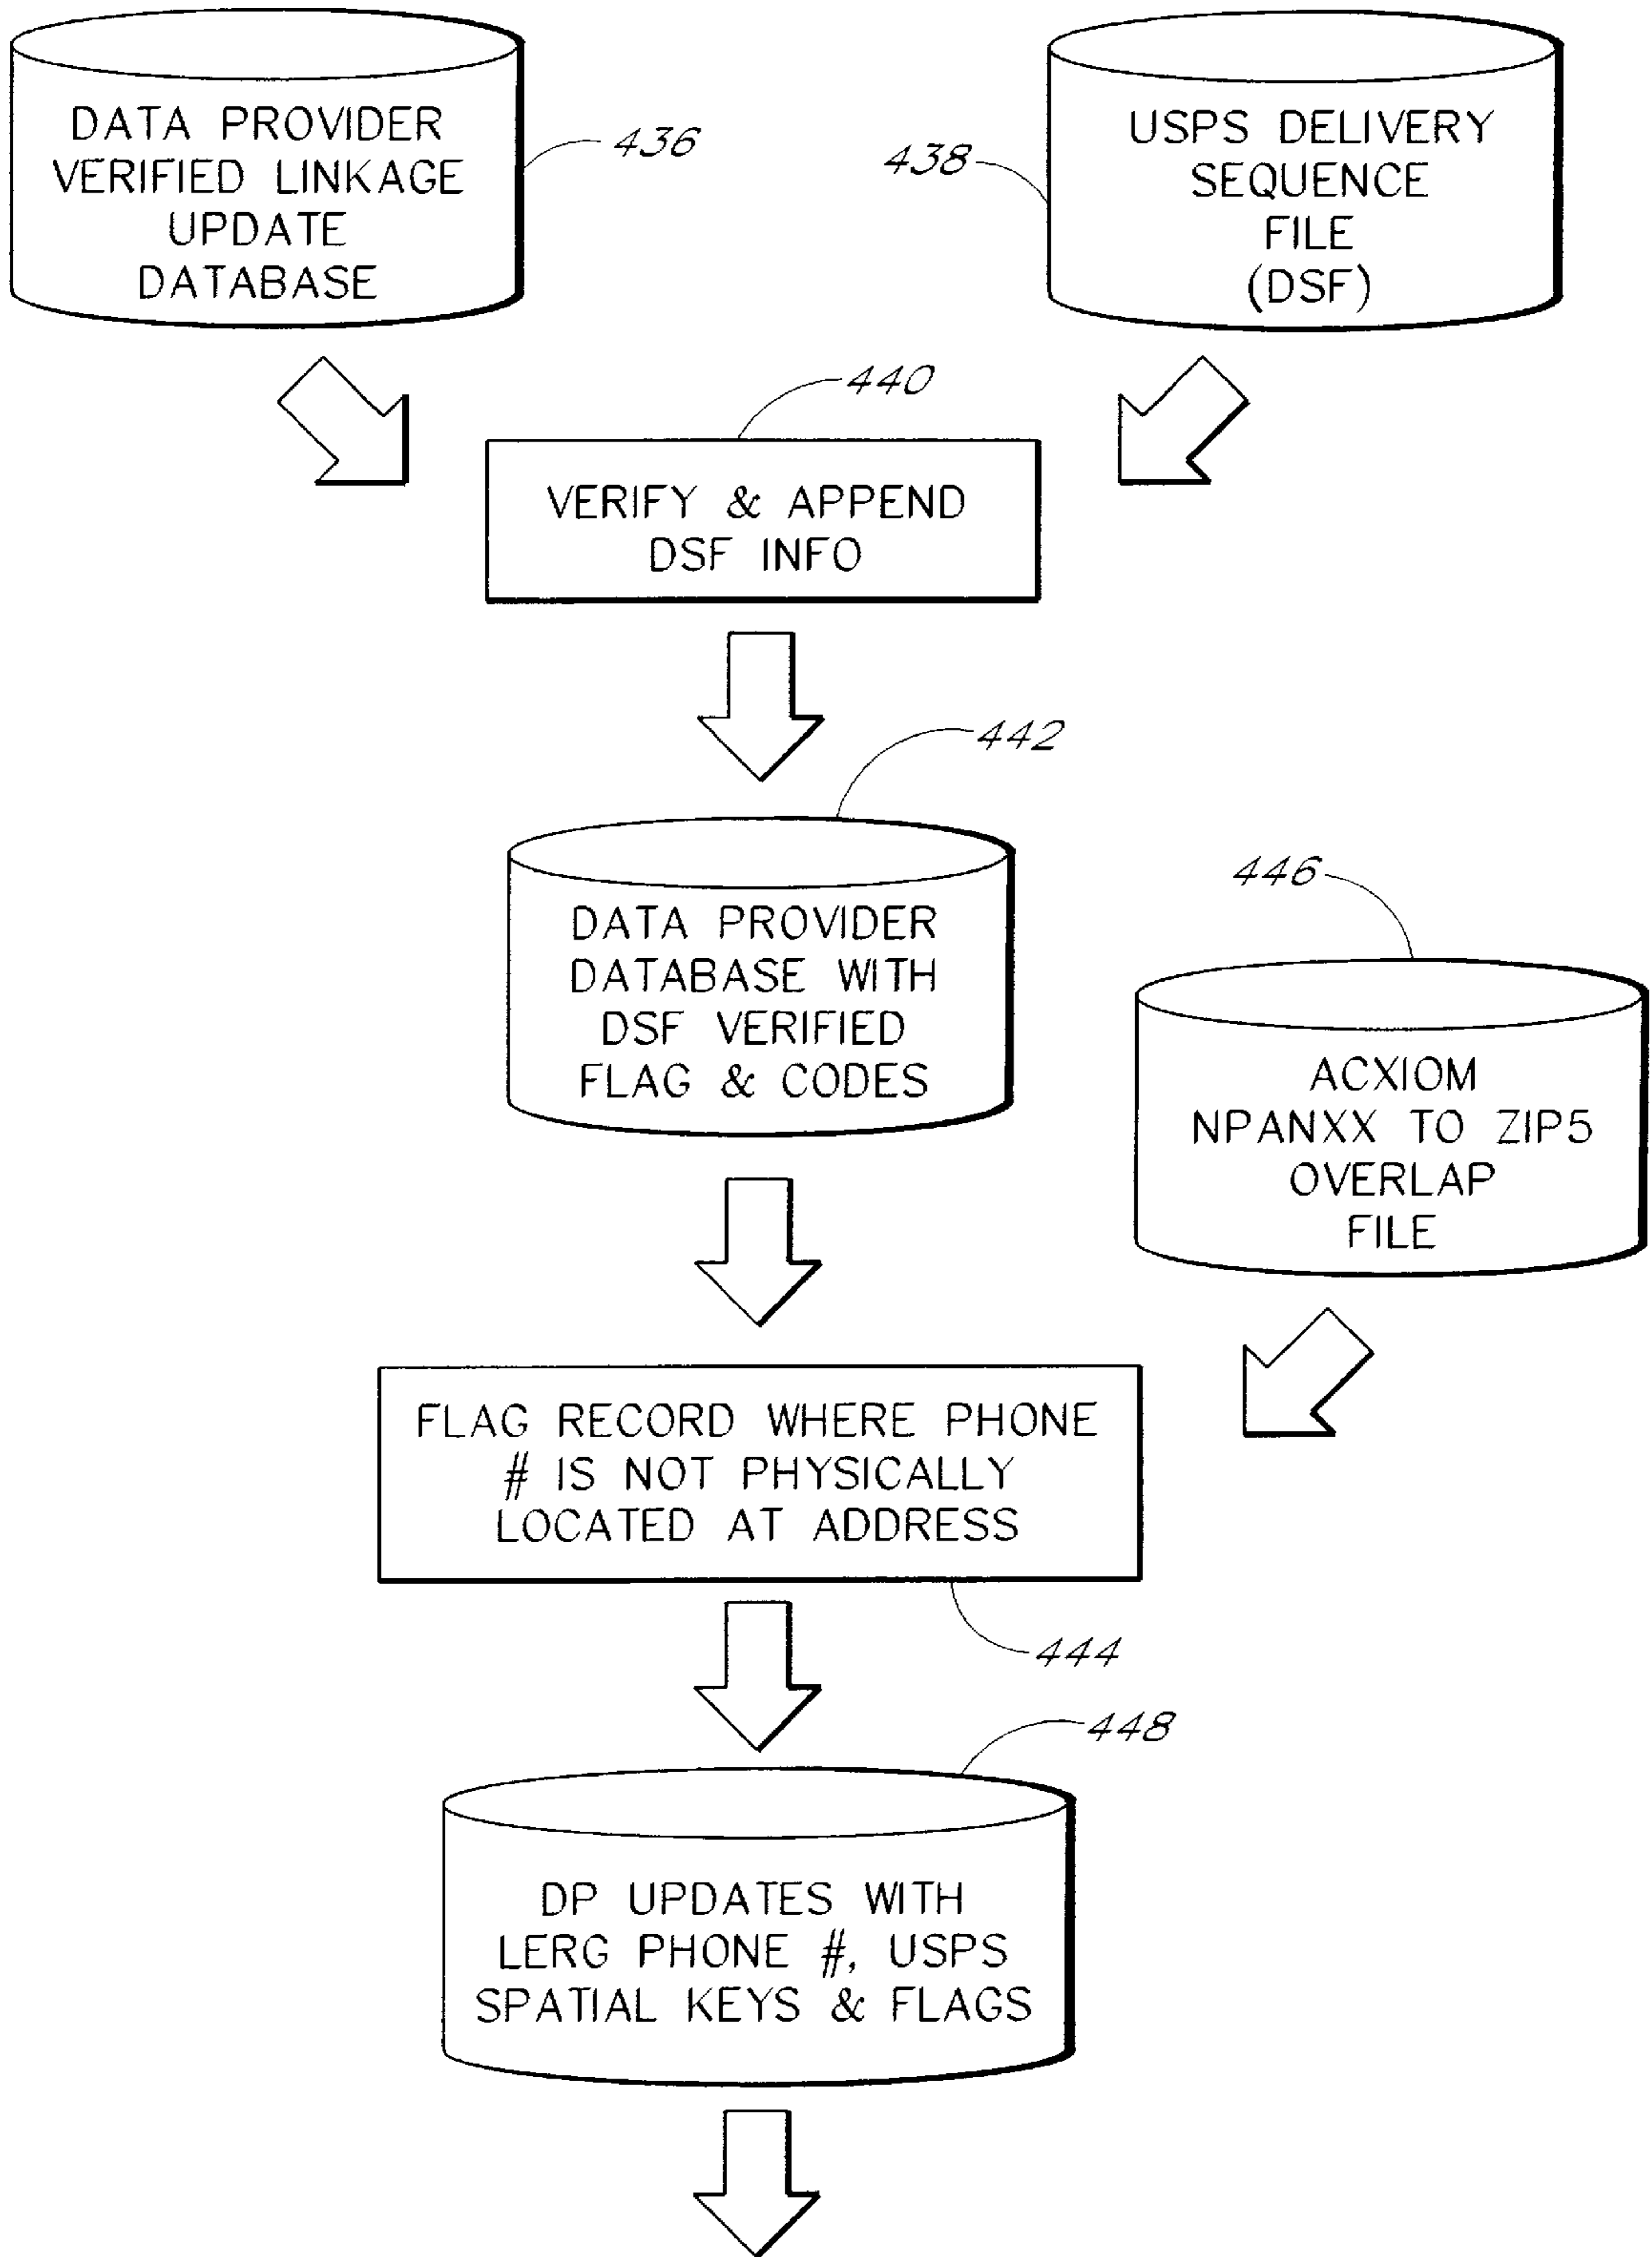 DATA PROVIDER
VERIFIED LINKAGE
UPDATE
DATABASE
436
438
USPS DELIVERY
SEQUENCE
FILE
(DSF)
440
VERIFY & APPEND
DSF INFO
442
DATA PROVIDER
DATABASE WITH
DSF VERIFIED
FLAG & CODES
446
ACXIOM
NPANXX TO ZIP5
OVERLAP
FILE
FLAG RECORD WHERE PHONE
# IS NOT PHYSICALLY
LOCATED AT ADDRESS
444
448
DP UPDATES WITH
LERG PHONE #, USPS
SPATIAL KEYS & FLAGS